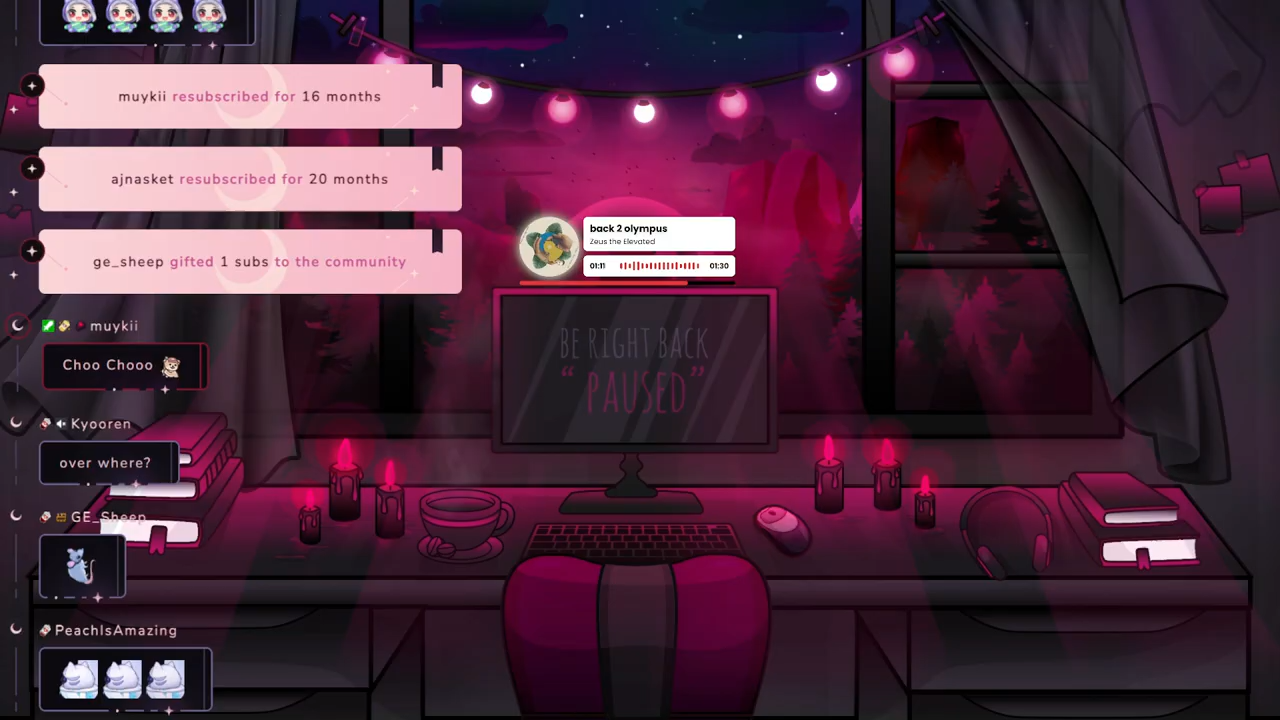 muykii resubscribed for 16 months
ajnasket resubscribed for 20 months
ge_sheep gifted 1 subs to the community
muykii
Choo Chooo
Kyooren
over where?
GE_Sheep
PeachIsAmazing
back 2 olympus
Zeus the Elevated
01:11 01:30
BE RIGHT BACK
“ PAUSED”